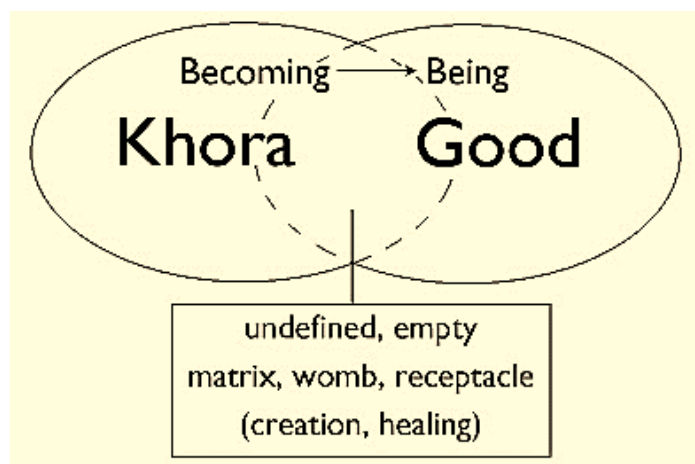 Becoming Being
Khora Good
undefined, empty
matrix, womb, receptacle
(creation, healing)